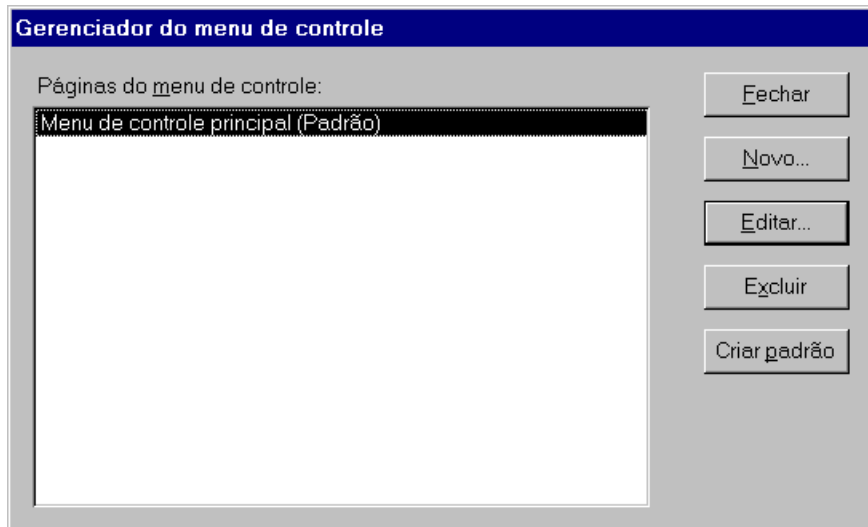 Gerenciador do menu de controle
Páginas do menu de controle:
Menu de controle principal (Padrão)
Fechar
Novo...
Editar...
Excluir
Criar padrão